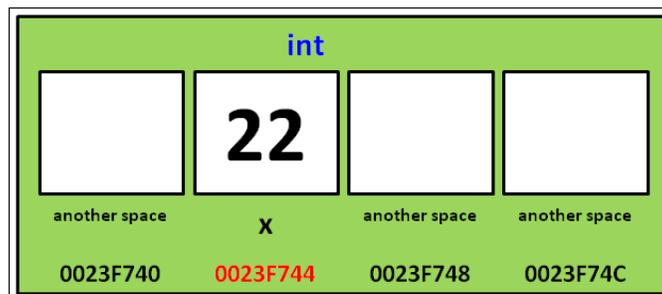 int
22
another space x another space another space
0023F740 0023F744 0023F748 0023F74C